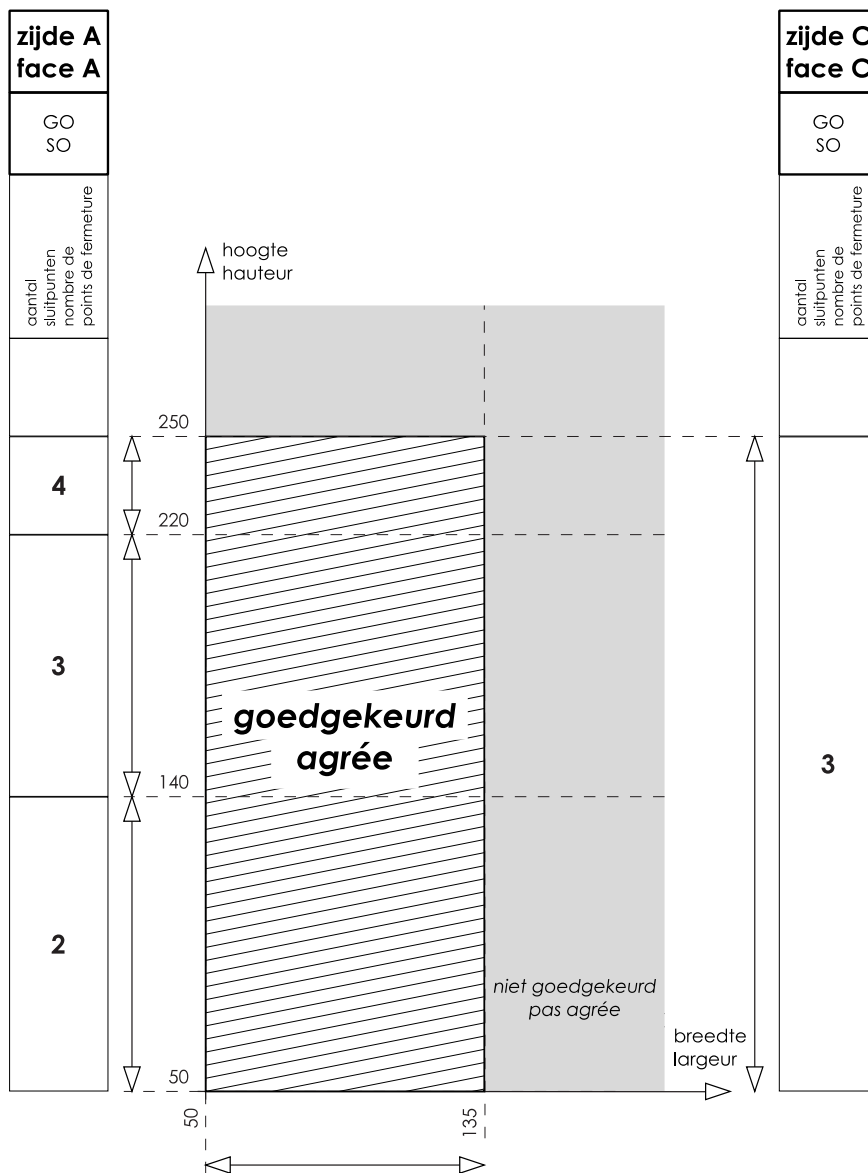 zijde A
face A
GO
SO
aantal
sluitpunten
nombre de
points de fermeture
4
3
2
hoogte
hauteur
250
220
140
50
goedgekeurd
agrée
niet goedgekeurd
pas agrée
breedte
largeur
50
135
zijde C
face C
GO
SO
aantal
sluitpunten
nombre de
points de fermeture
3